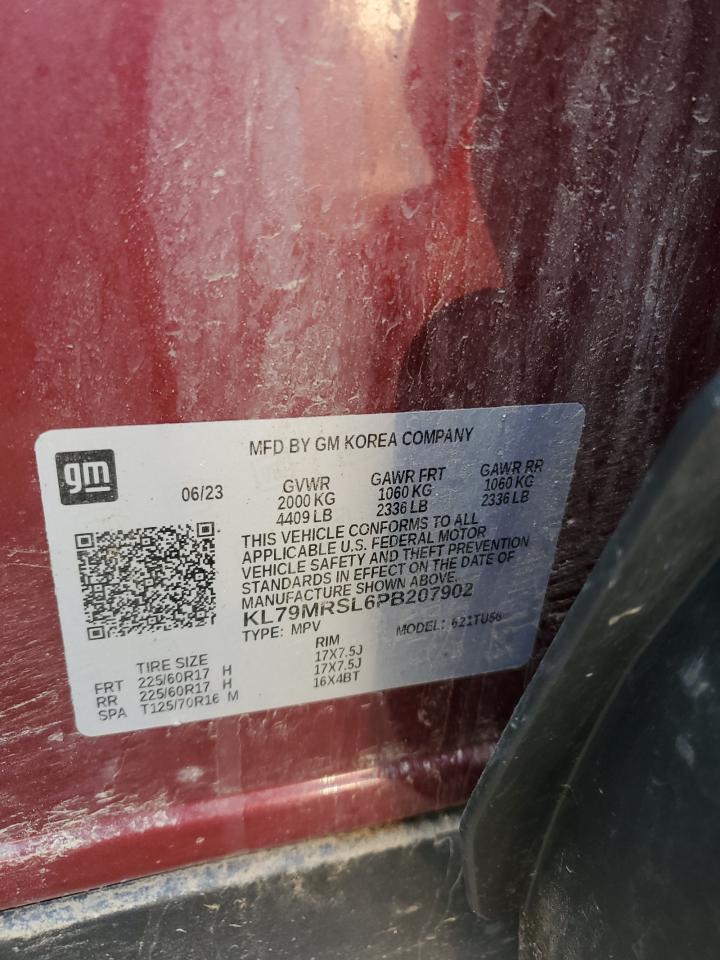 gm
MFD BY GM KOREA COMPANY
06/23
GVWR
2000 KG
4409 LB
GAWR FRT
1060 KG
2336 LB
GAWR RR
1060 KG
2336 LB
THIS VEHICLE CONFORMS TO ALL
APPLICABLE U.S. FEDERAL MOTOR
VEHICLE SAFETY AND THEFT PREVENTION
STANDARDS IN EFFECT ON THE DATE OF
MANUFACTURE SHOWN ABOVE.
KL79MRSL6PB207902
TYPE: MPV MODEL:
TIRE SIZE RIM
FRT 225/60R17 H 17X7.5J
RR 225/60R17 H 17X7.5J
SPA T125/70R16 M 16X4BT